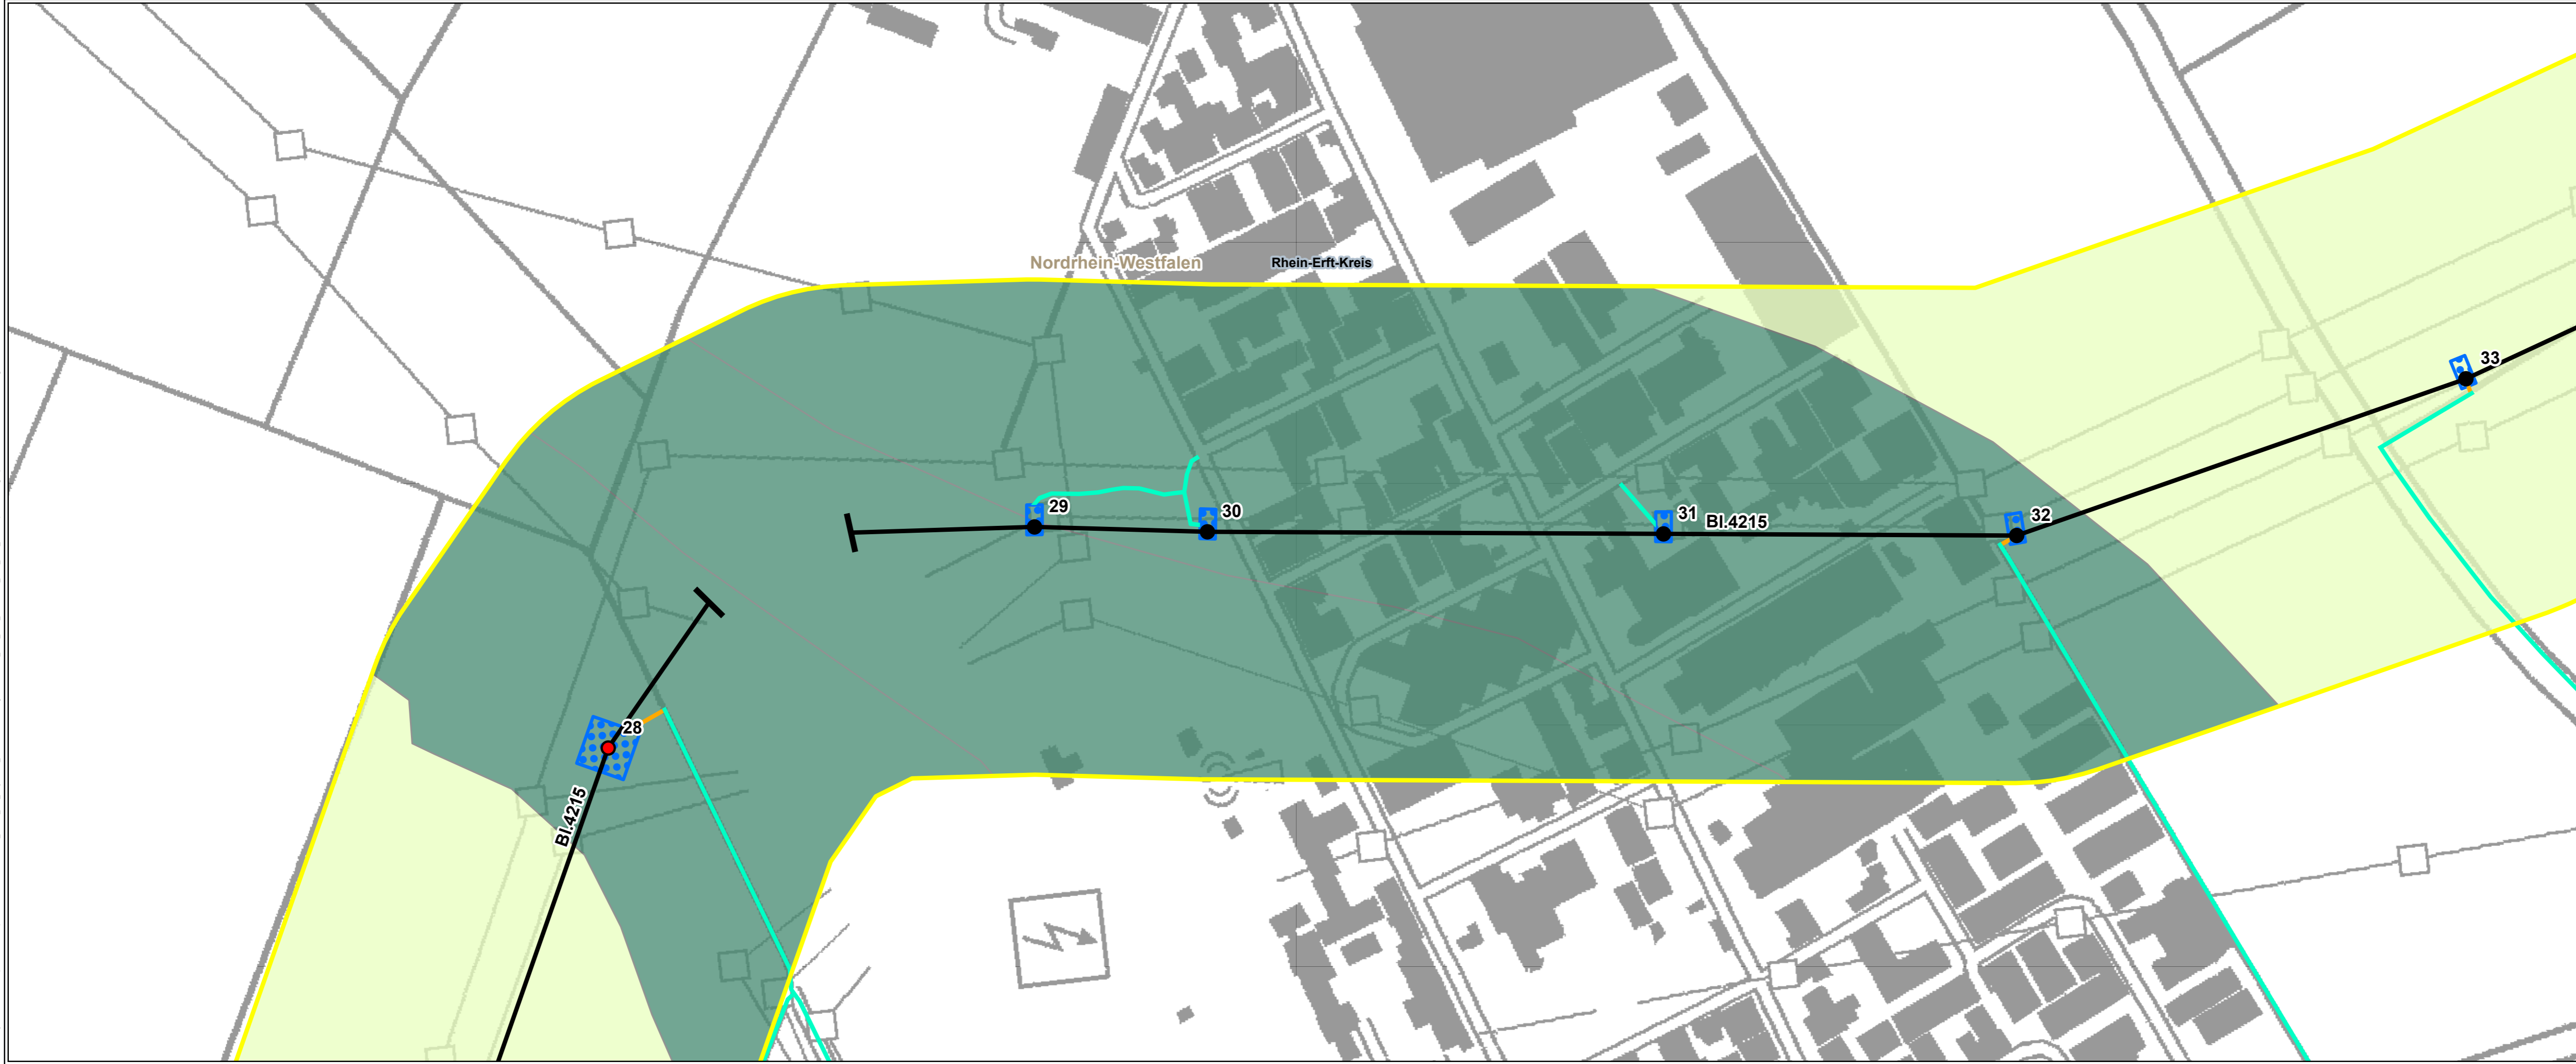 Nordrhein-Westfalen
Rhein-Erft-Kreis
33
29
30
31
Bl.4215
32
28
Bl.4215